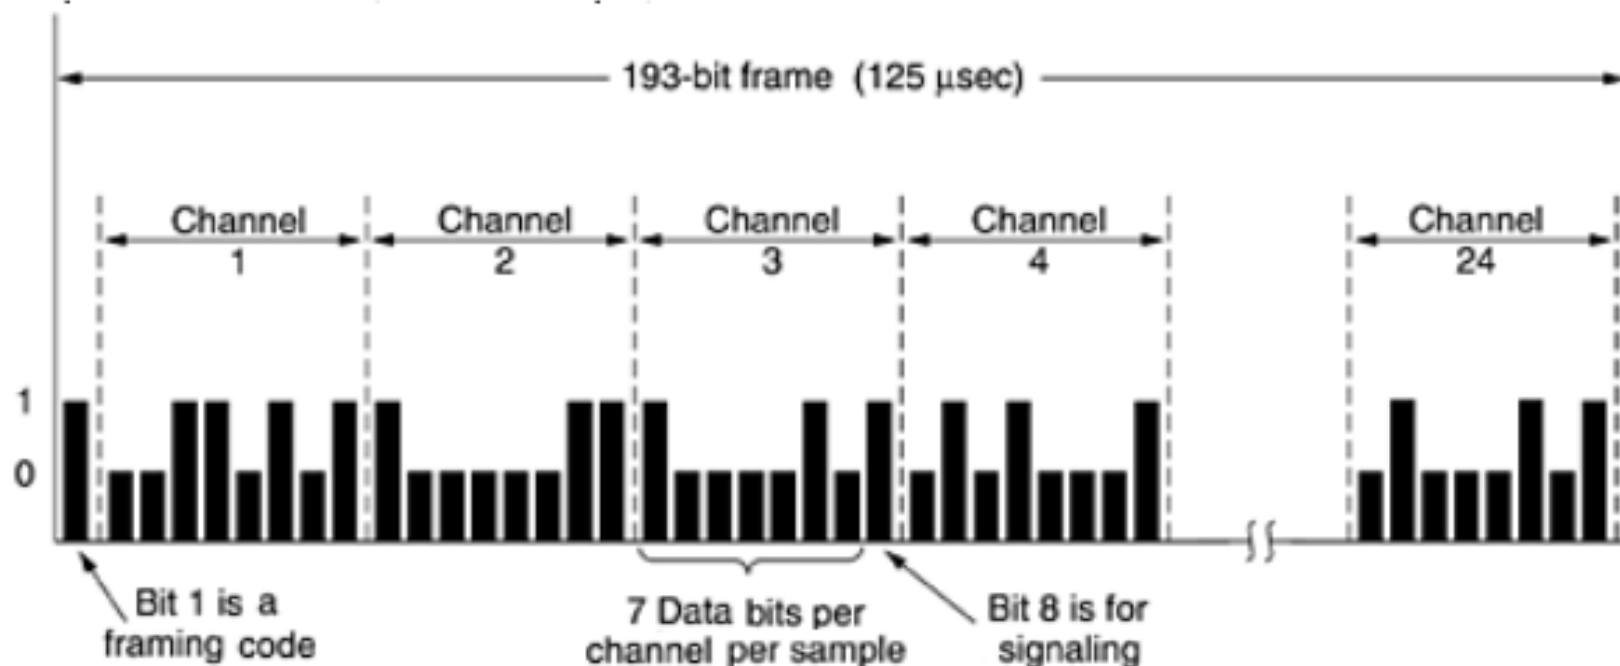 193-bit frame (125 μsec)
Channel Channel Channel Channel Channel
1 2 3 4 24
1
0
Bit 1 is a
framing code
7 Data bits per
channel per sample
Bit 8 is for
signaling